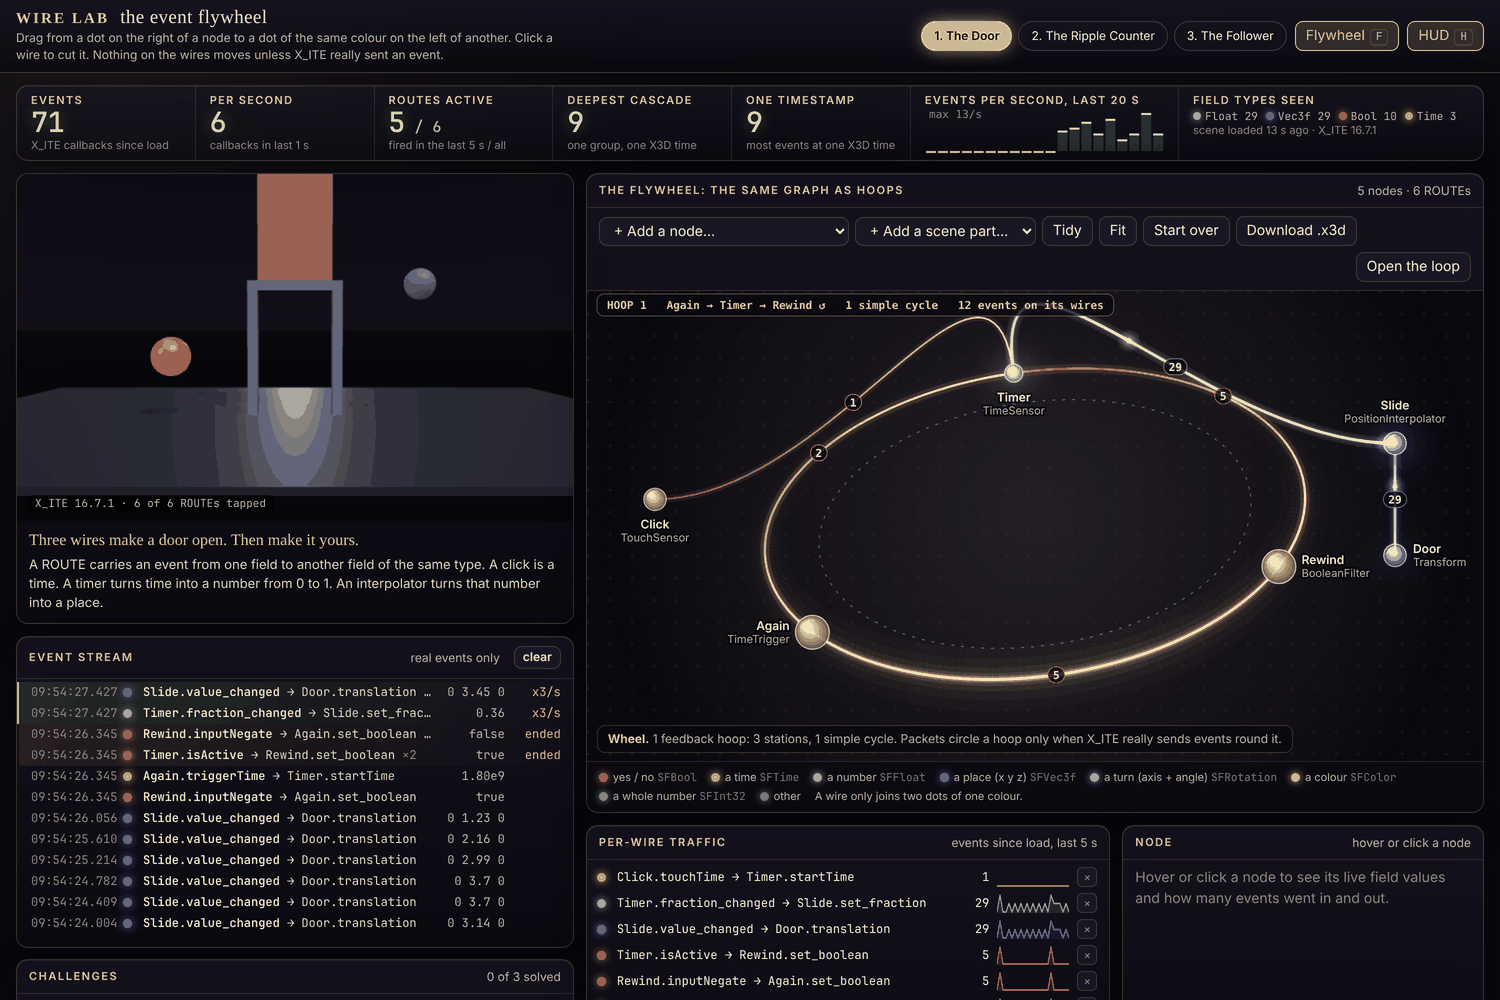 WIRE LAB the event flywheel
Drag from a dot on the right of a node to a dot of the same colour on the left of another. Click a
wire to cut it. Nothing on the wires moves unless X_ITE really sent an event.
1. The Door
2. The Ripple Counter
3. The Follower
Flywheel F
HUD H
EVENTS
71
X_ITE callbacks since load
PER SECOND
6
callbacks in last 1 s
ROUTES ACTIVE
5 / 6
fired in the last 5 s / all
DEEPEST CASCADE
9
one group, one X3D time
ONE TIMESTAMP
9
most events at one X3D time
EVENTS PER SECOND, LAST 20 S
max 13/s
FIELD TYPES SEEN
Float 29 Vec3f 29 Bool 10 Time 3
scene loaded 13 s ago · X_ITE 16.7.1
X_ITE 16.7.1 · 6 of 6 ROUTEs tapped
Three wires make a door open. Then make it yours.
A ROUTE carries an event from one field to another field of the same type. A click is a
time. A timer turns time into a number from 0 to 1. An interpolator turns that number
into a place.
EVENT STREAM
real events only
clear
09:54:27.427 Slide.value_changed → Door.translation … 0 3.45 0 x3/s
09:54:27.427 Timer.fraction_changed → Slide.set_frac… 0.36 x3/s
09:54:26.345 Rewind.inputNegate → Again.set_boolean … false ended
09:54:26.345 Timer.isActive → Rewind.set_boolean ×2 true ended
09:54:26.345 Again.triggerTime → Timer.startTime 1.80e9
09:54:26.345 Rewind.inputNegate → Again.set_boolean true
09:54:26.056 Slide.value_changed → Door.translation 0 1.23 0
09:54:25.610 Slide.value_changed → Door.translation 0 2.16 0
09:54:25.214 Slide.value_changed → Door.translation 0 2.99 0
09:54:24.782 Slide.value_changed → Door.translation 0 3.7 0
09:54:24.409 Slide.value_changed → Door.translation 0 3.7 0
09:54:24.004 Slide.value_changed → Door.translation 0 3.14 0
CHALLENGES
0 of 3 solved
THE FLYWHEEL: THE SAME GRAPH AS HOOPS
5 nodes · 6 ROUTEs
+ Add a node...
+ Add a scene part...
Tidy
Fit
Start over
Download .x3d
Open the loop
HOOP 1 Again → Timer → Rewind ↺ 1 simple cycle 12 events on its wires
29
5
1
2
Timer
TimeSensor
Slide
PositionInterpolator
Click
TouchSensor
29
Door
Transform
Rewind
BooleanFilter
Again
TimeTrigger
5
Wheel. 1 feedback hoop: 3 stations, 1 simple cycle. Packets circle a hoop only when X_ITE really sends events round it.
yes / no SFBool a time SFTime a number SFFloat a place (x y z) SFVec3f a turn (axis + angle) SFRotation a colour SFColor
a whole number SFInt32 other A wire only joins two dots of one colour.
PER-WIRE TRAFFIC
events since load, last 5 s
Click.touchTime → Timer.startTime 1 ×
Timer.fraction_changed → Slide.set_fraction 29 ×
Slide.value_changed → Door.translation 29 ×
Timer.isActive → Rewind.set_boolean 5 ×
Rewind.inputNegate → Again.set_boolean 5 ×
NODE
hover or click a node
Hover or click a node to see its live field values
and how many events went in and out.